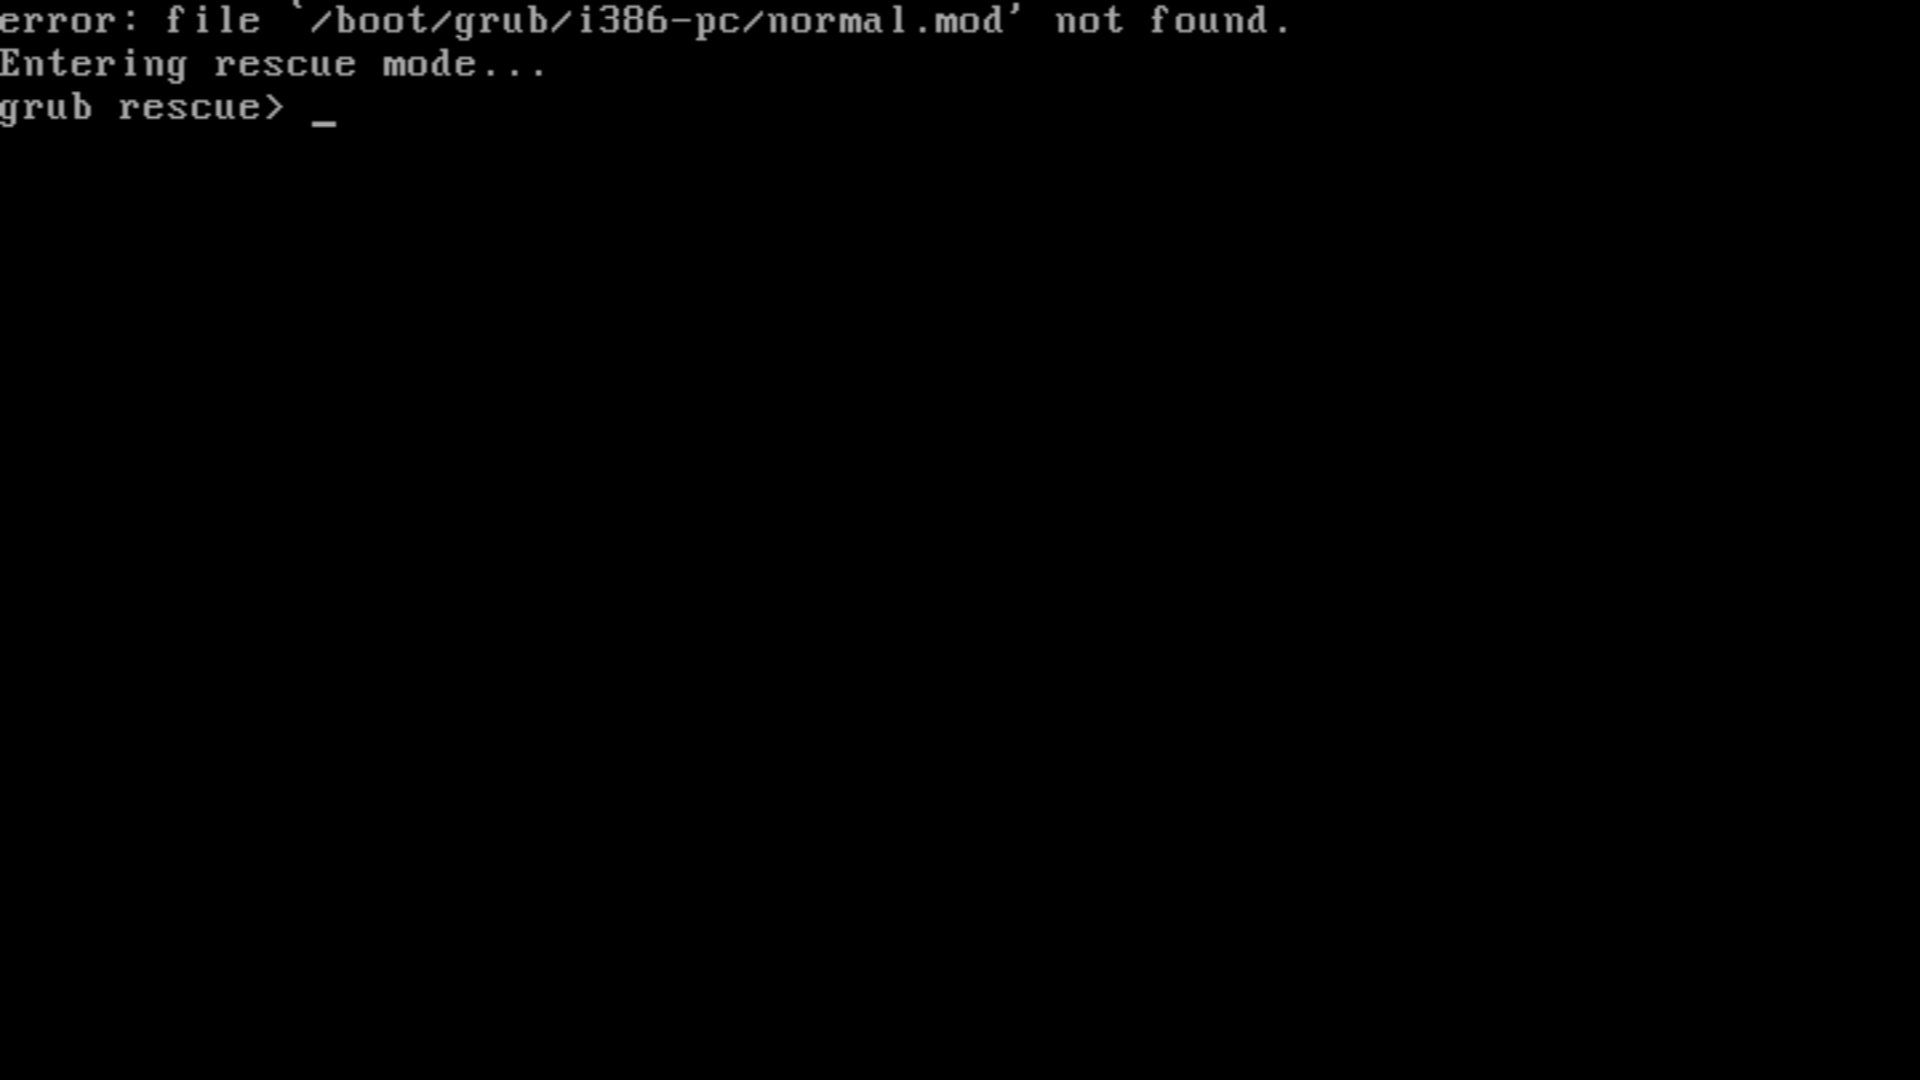 error: file `/boot/grub/i386-pc/normal.mod' not found.
Entering rescue mode...
grub rescue> _